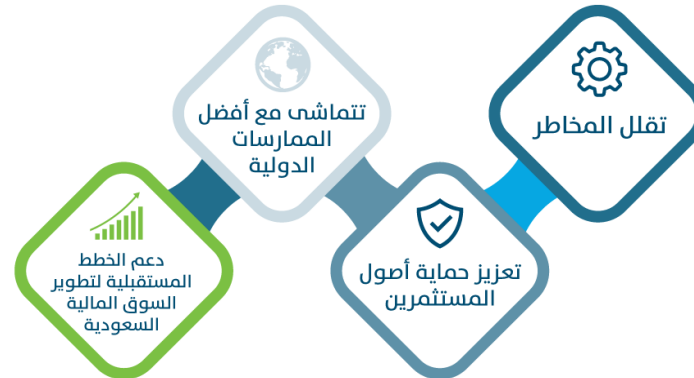 تقلل المخاطر
تعزيز حماية أصول
المستثمرين
تتماشى مع أفضل
الممارسات
الدولية
دعم الخطط
المستقبلية لتطوير
السوق المالية
السعودية